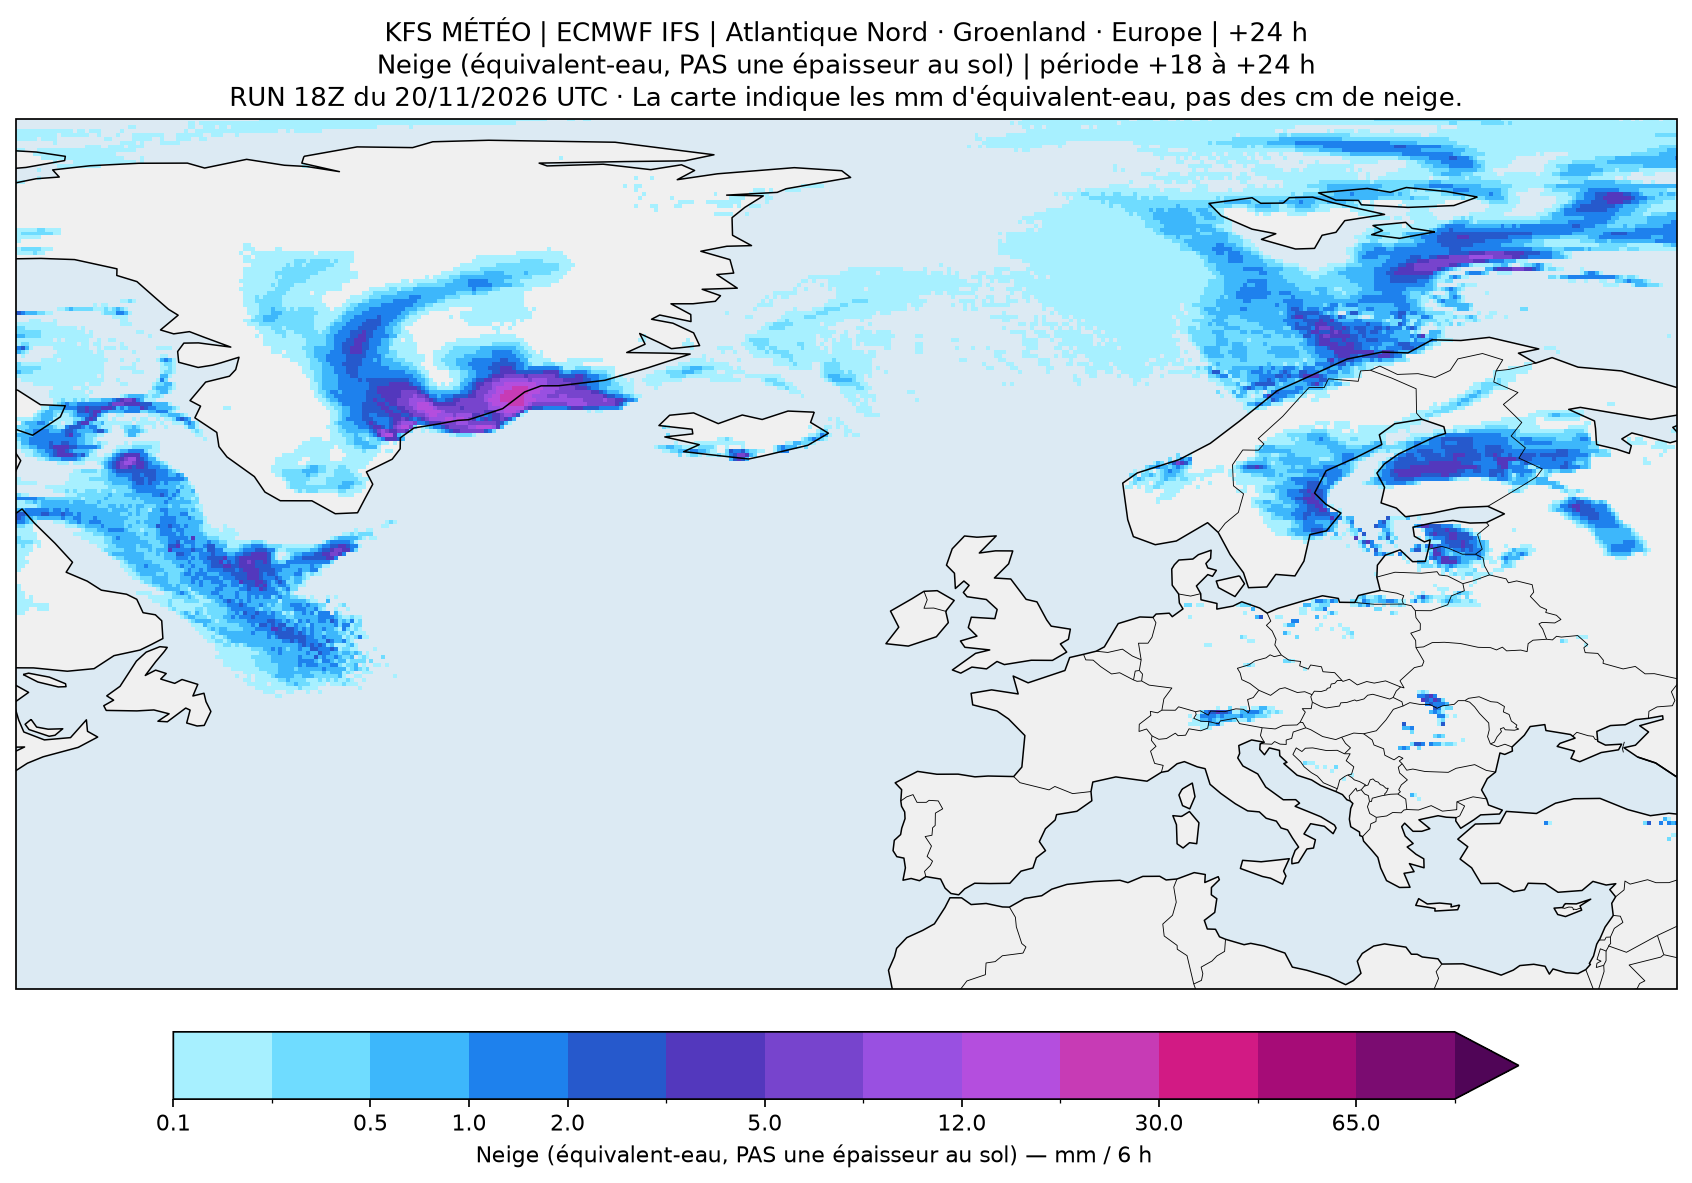 KFS MÉTÉO | ECMWF IFS | Atlantique Nord · Groenland · Europe | +24 h
Neige (équivalent-eau, PAS une épaisseur au sol) | période +18 à +24 h
RUN 18Z du 20/11/2026 UTC · La carte indique les mm d'équivalent-eau, pas des cm de neige.
0.1 0.5 1.0 2.0 5.0 12.0 30.0 65.0
Neige (équivalent-eau, PAS une épaisseur au sol) — mm / 6 h